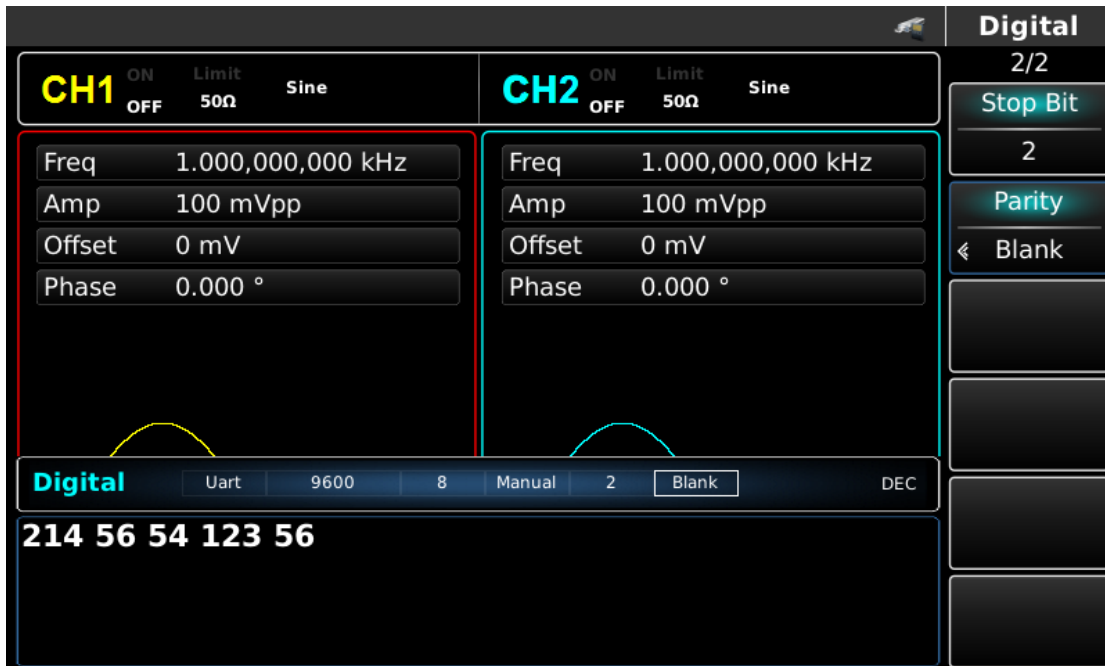 Digital
2/2
CH1 ON OFF Limit 50Ω Sine
CH2 ON OFF Limit 50Ω Sine
Stop Bit
2
Parity
Blank
Freq 1.000,000,000 kHz
Amp 100 mVpp
Offset 0 mV
Phase 0.000 °
Freq 1.000,000,000 kHz
Amp 100 mVpp
Offset 0 mV
Phase 0.000 °
Digital Uart 9600 8 Manual 2 Blank DEC
214 56 54 123 56